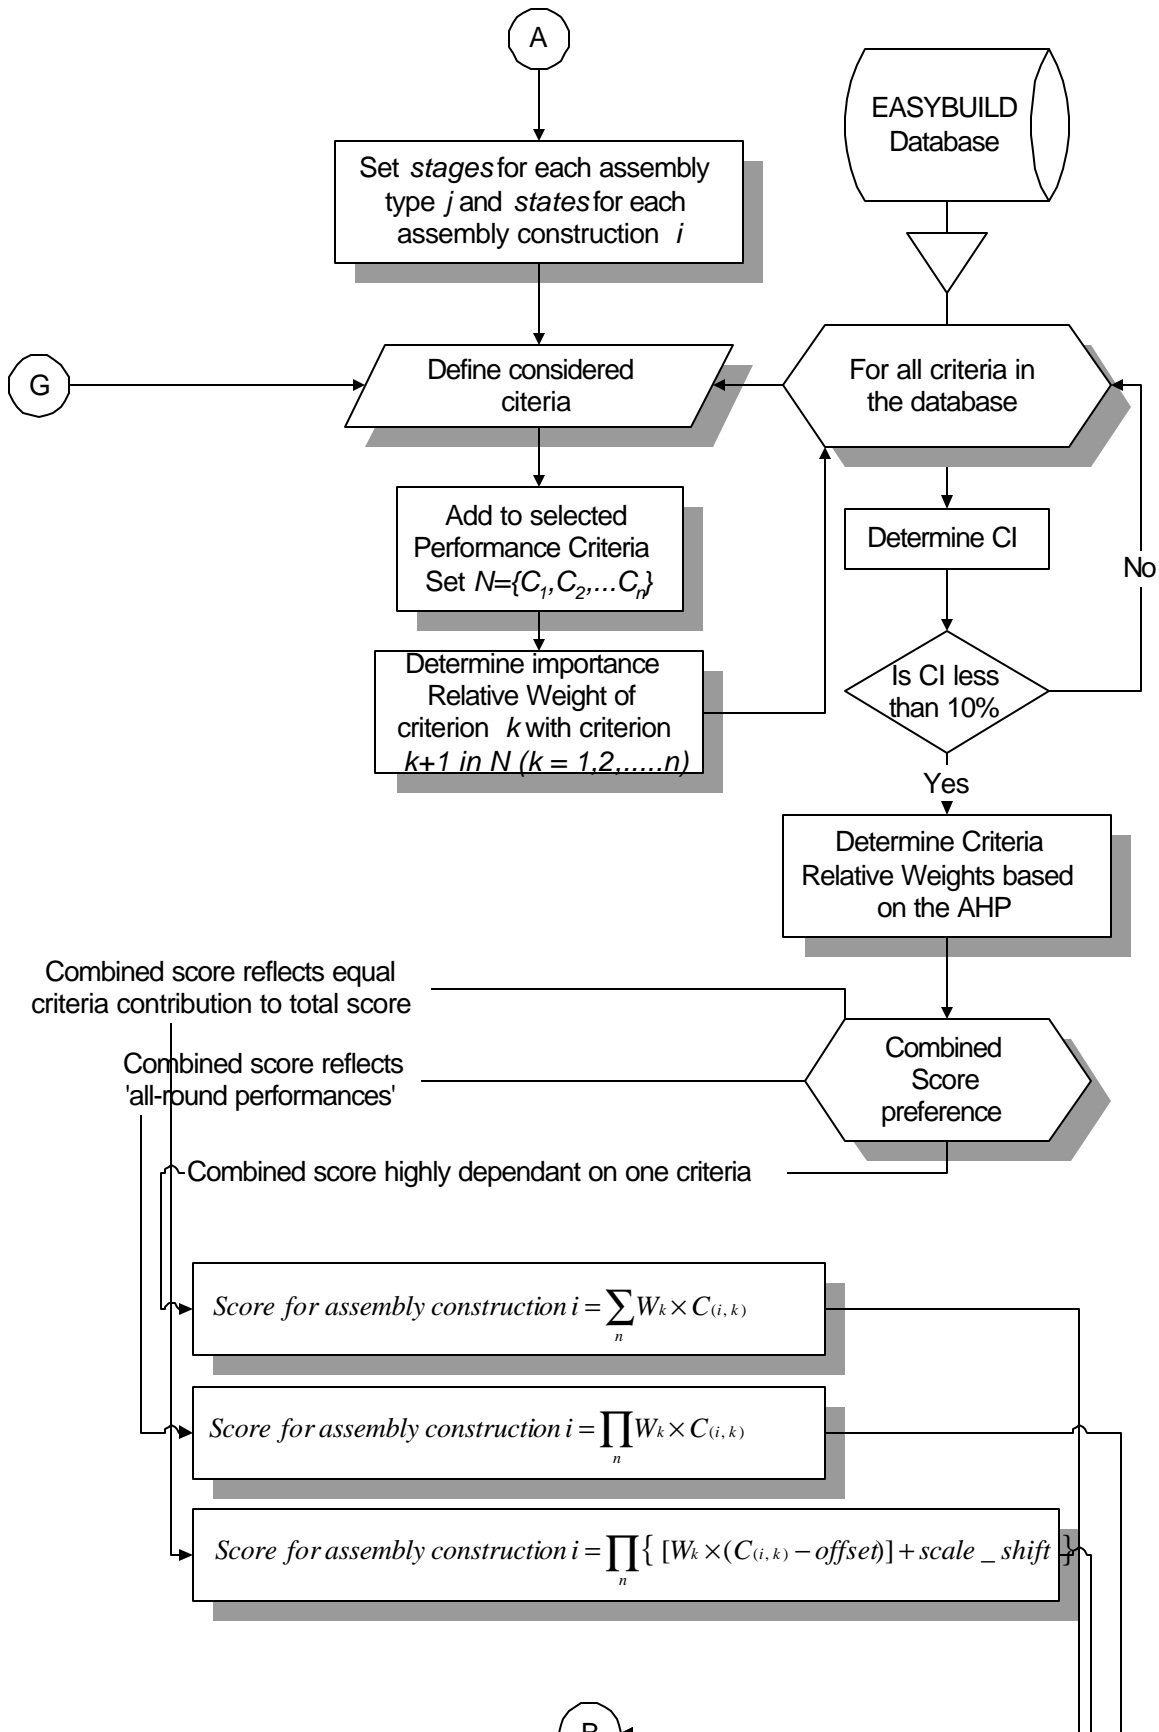 A
EASYBUILD
Database
Set stages for each assembly
type j and states for each
assembly construction i
G
Define considered
citeria
For all criteria in
the database
Add to selected
Performance Criteria
Set N={C1,C2,...Cn}
Determine CI
No
Determine importance
Relative Weight of
criterion k with criterion
k+1 in N (k = 1,2,.....n)
Is CI less
than 10%
Yes
Determine Criteria
Relative Weights based
on the AHP
Combined score reflects equal
criteria contribution to total score
Combined
Score
preference
Combined score reflects
'all-round performances'
Combined score highly dependant on one criteria
Score for assembly construction i = ∑n Wk × C(i, k)
Score for assembly construction i = ∏n Wk × C(i, k)
Score for assembly construction i = ∏n { [Wk × (C(i, k) − offset)] + scale _ shift }